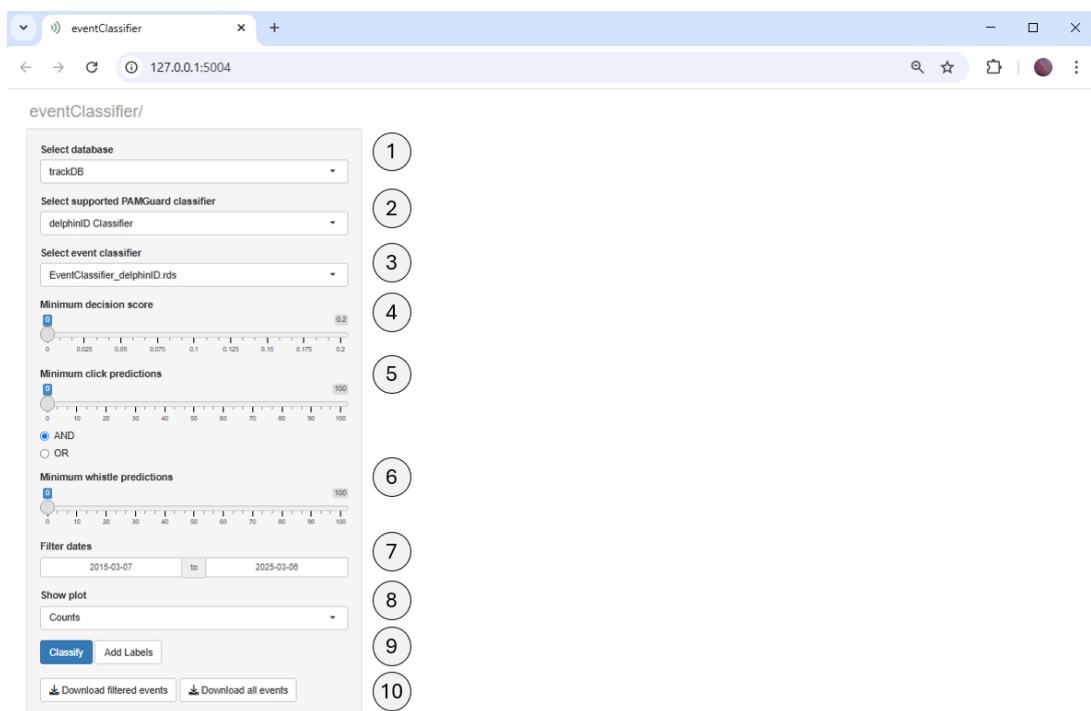 eventClassifier
127.0.0.1:5004
eventClassifier/
Select database
1
trackDB
Select supported PAMGuard classifier
2
delphinID Classifier
Select event classifier
3
EventClassifier_delphinID.rds
Minimum decision score
4
0 0.2
0 0.025 0.05 0.075 0.1 0.125 0.15 0.175 0.2
Minimum click predictions
5
0 100
0 10 20 30 40 50 60 70 80 90 100
AND
OR
Minimum whistle predictions
6
0 100
0 10 20 30 40 50 60 70 80 90 100
Filter dates
7
2015-03-07 to 2025-03-06
Show plot
8
Counts
Classify Add Labels
9
Download filtered events Download all events
10